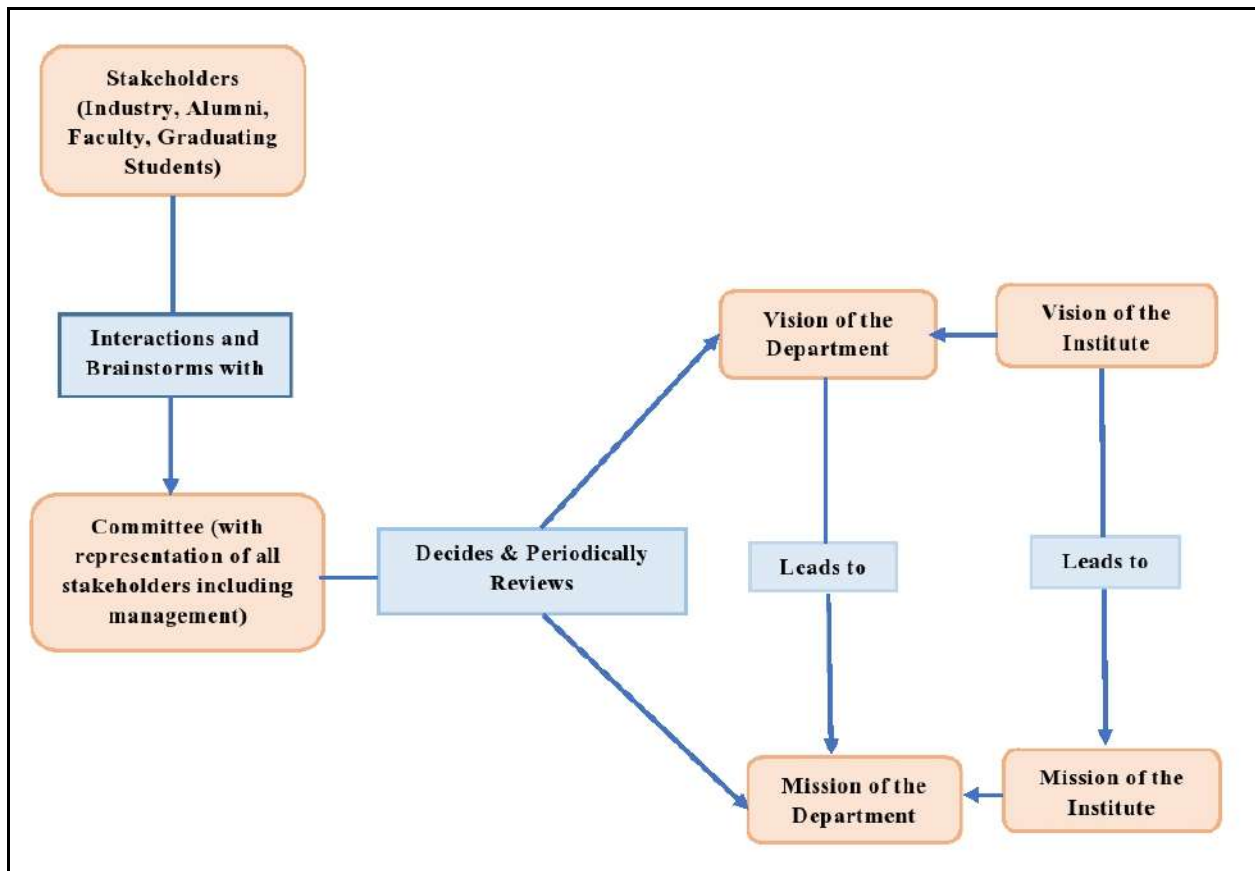 Stakeholders
(Industry, Alumni,
Faculty, Graduating
Students)
Interactions and
Brainstorms with
Committee (with
representation of all
stakeholders including
management)
Decides & Periodically
Reviews
Vision of the
Department
Vision of the
Institute
Leads to
Leads to
Mission of the
Department
Mission of the
Institute